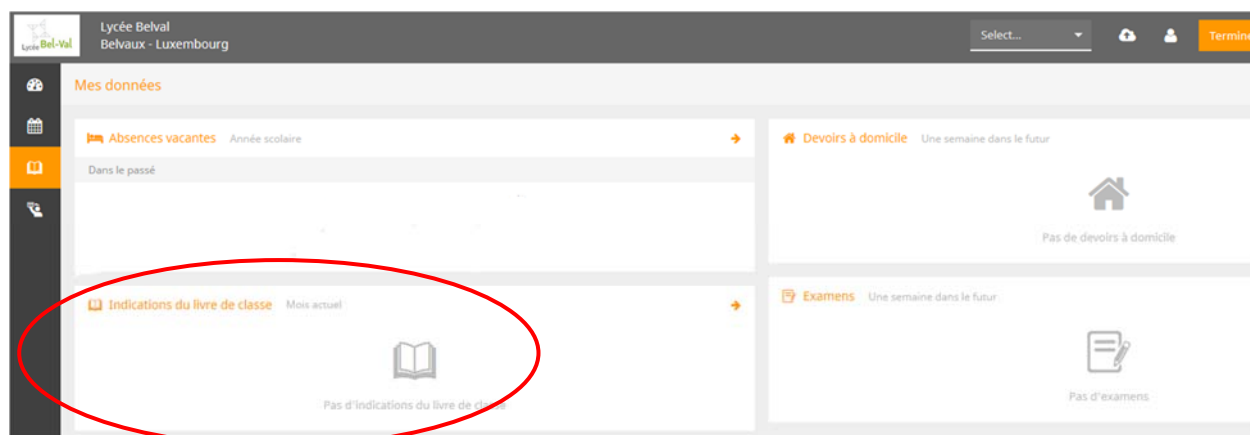 Lycée Bel-Val
Lycée Belval
Belvaux - Luxembourg
Select...
Termine
Mes données
Absences vacantes Année scolaire
Dans le passé
Devoirs à domicile Une semaine dans le futur
Pas de devoirs à domicile
Indications du livre de classe Mois actuel
Pas d'indications du livre de classe
Examens Une semaine dans le futur
Pas d'examens